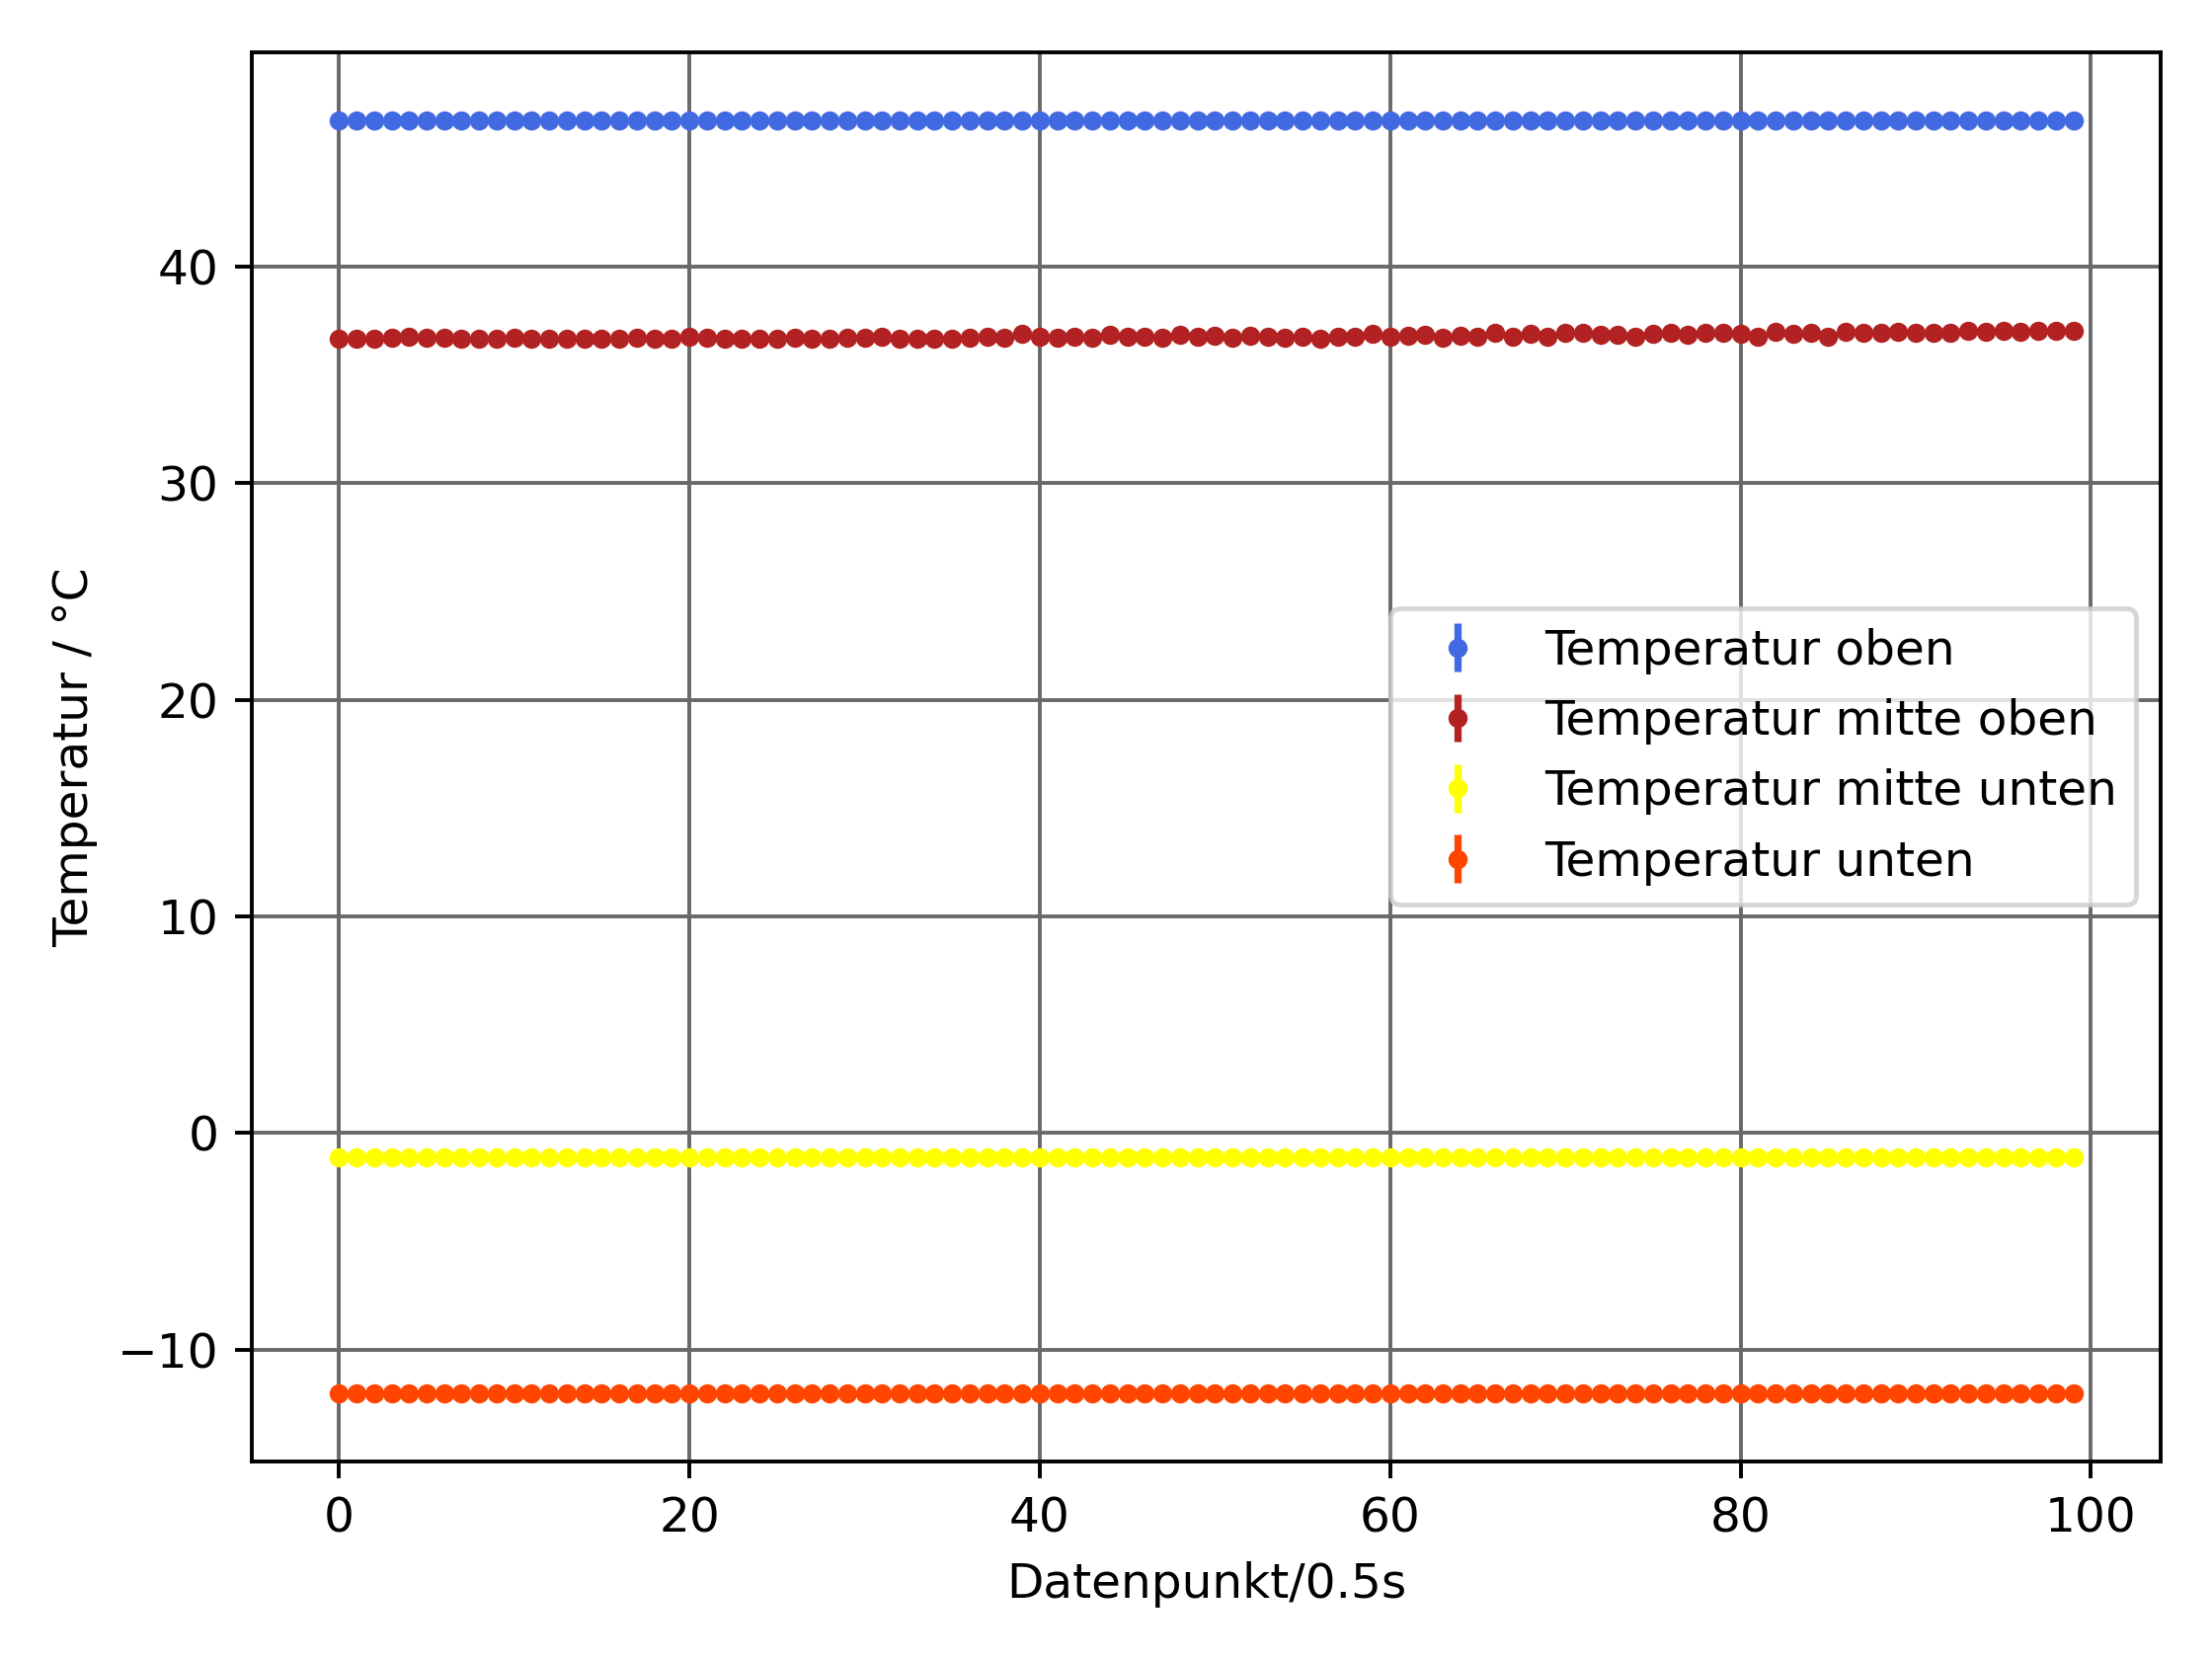 Temperatur / °C
40
30
20
10
0
−10
Temperatur oben
Temperatur mitte oben
Temperatur mitte unten
Temperatur unten
0 20 40 60 80 100
Datenpunkt/0.5s